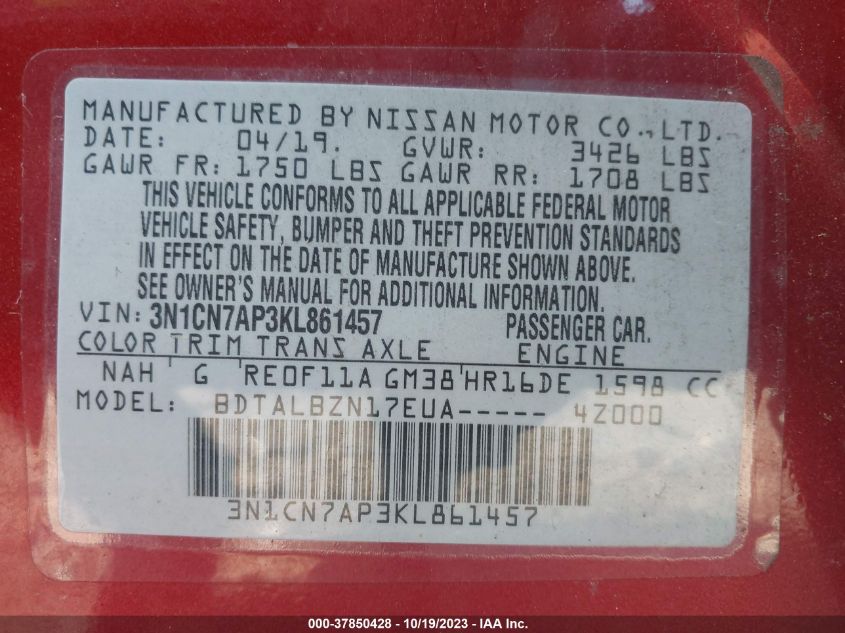 MANUFACTURED BY NISSAN MOTOR CO.,LTD.
DATE: 04/19. GVWR: 3426 LBS
GAWR FR: 1750 LBS GAWR RR: 1708 LBS
THIS VEHICLE CONFORMS TO ALL APPLICABLE FEDERAL MOTOR
VEHICLE SAFETY, BUMPER AND THEFT PREVENTION STANDARDS
IN EFFECT ON THE DATE OF MANUFACTURE SHOWN ABOVE.
SEE OWNER'S MANUAL FOR ADDITIONAL INFORMATION.
VIN: 3N1CN7AP3KL861457 PASSENGER CAR.
COLOR TRIM TRANS AXLE ENGINE
NAH G RE0F11A GM38 HR16DE 1598 CC
MODEL: BDTALBZN17EUA----- 4Z000
3N1CN7AP3KL861457
000-37850428 - 10/19/2023 - IAA Inc.